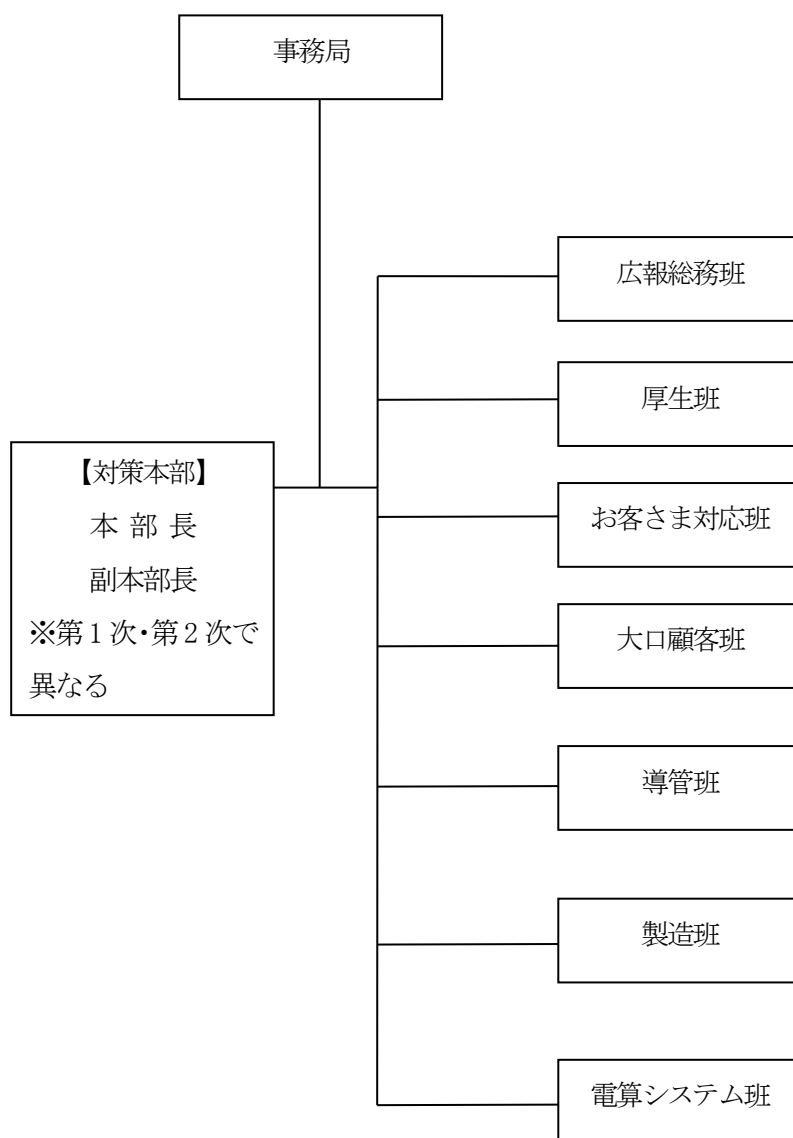 事務局
広報総務班
厚生班
【対策本部】
本 部 長
副本部長
※第１次・第２次で
異なる
お客さま対応班
大口顧客班
導管班
製造班
電算システム班